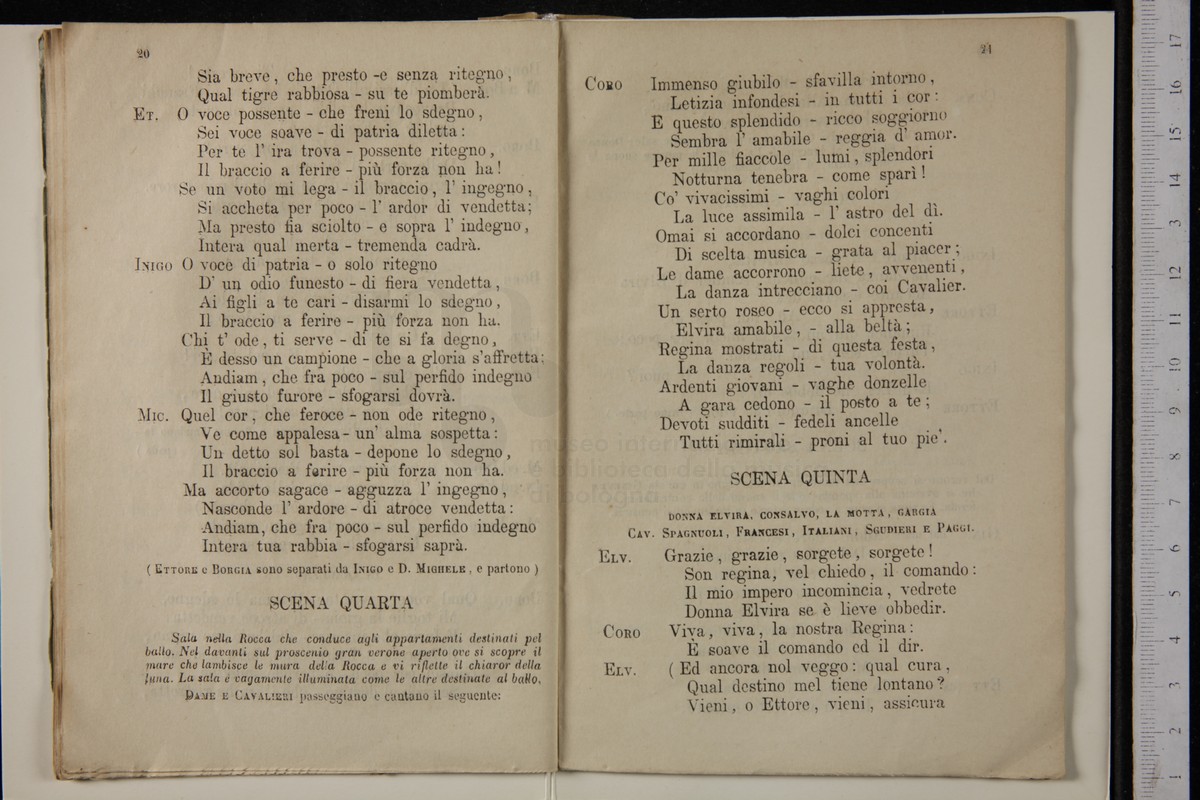 20
Sia breve, che presto - e senza ritegno,
Qual tigre rabbiosa - su te piomberà.
ET. O voce possente - che freni lo sdegno,
Sei voce soave - di patria diletta:
Per te l' ira trova - possente ritegno,
Il braccio a ferire - più forza non ha!
Se un voto mi lega - il braccio, l' ingegno,
Si accheta per poco - l' ardor di vendetta;
Ma presto fia sciolto - e sopra l' indegno,
Intera qual merta - tremenda cadrà.
INIGO O voce di patria - o solo ritegno
D' un odio funesto - di fiera vendetta,
Ai figli a te cari - disarmi lo sdegno,
Il braccio a ferire - più forza non ha.
Chi t' ode, ti serve - di te si fa degno,
È desso un campione - che a gloria s'affretta:
Andiam, che fra poco - sul perfido indegno
Il giusto furore - sfogarsi dovrà.
MIC. Quel cor, che feroce - non ode ritegno,
Ve come appalesa - un' alma sospetta:
Un detto sol basta - depone lo sdegno,
Il braccio a ferire - più forza non ha.
Ma accorto sagace - agguzza l' ingegno,
Nasconde l' ardore - di atroce vendetta:
Andiam, che fra poco - sul perfido indegno
Intera tua rabbia - sfogarsi saprà.
( ETTORE e BORGIA sono separati da INIGO e D. MIGHELE, e partono )
SCENA QUARTA
Sala nella Rocca che conduce agli appartamenti destinati pel
ballo. Nel davanti sul proscenio gran verone aperto ove si scopre il
mare che lambisce le mura della Rocca e vi riflette il chiaror della
luna. La sala è vagamente illuminata come le altre destinate al ballo.
DAME E CAVALIERI passeggiano e cantano il seguente:
21
CORO Immenso giubilo - sfavilla intorno,
Letizia infondesi - in tutti i cor:
E questo splendido - ricco soggiorno
Sembra l' amabile - reggia d' amor.
Per mille fiaccole - lumi, splendori
Notturna tenebra - come sparì!
Co' vivacissimi - vaghi colori
La luce assimila - l' astro del dì.
Omai si accordano - dolci concenti
Di scelta musica - grata al piacer;
Le dame accorrono - liete, avvenenti,
La danza intrecciano - coi Cavalier.
Un serto roseo - ecco si appresta,
Elvira amabile, - alla beltà;
Regina mostrati - di questa festa,
La danza regoli - tua volontà.
Ardenti giovani - vaghe donzelle
A gara cedono - il posto a te;
Devoti sudditi - fedeli ancelle
Tutti rimirali - proni al tuo piè.
SCENA QUINTA
DONNA ELVIRA, CONSALVO, LA MOTTA, GARGIA
CAV. SPAGNUOLI, FRANCESI, ITALIANI, SCUDIERI E PAGGI.
ELV. Grazie, grazie, sorgete, sorgete!
Son regina, vel chiedo, il comando:
Il mio impero incomincia, vedrete
Donna Elvira se è lieve obbedir.
CORO Viva, viva, la nostra Regina:
È soave il comando ed il dir.
ELV. ( Ed ancora nol veggo: qual cura,
Qual destino mel tiene lontano?
Vieni, o Ettore, vieni, assicura